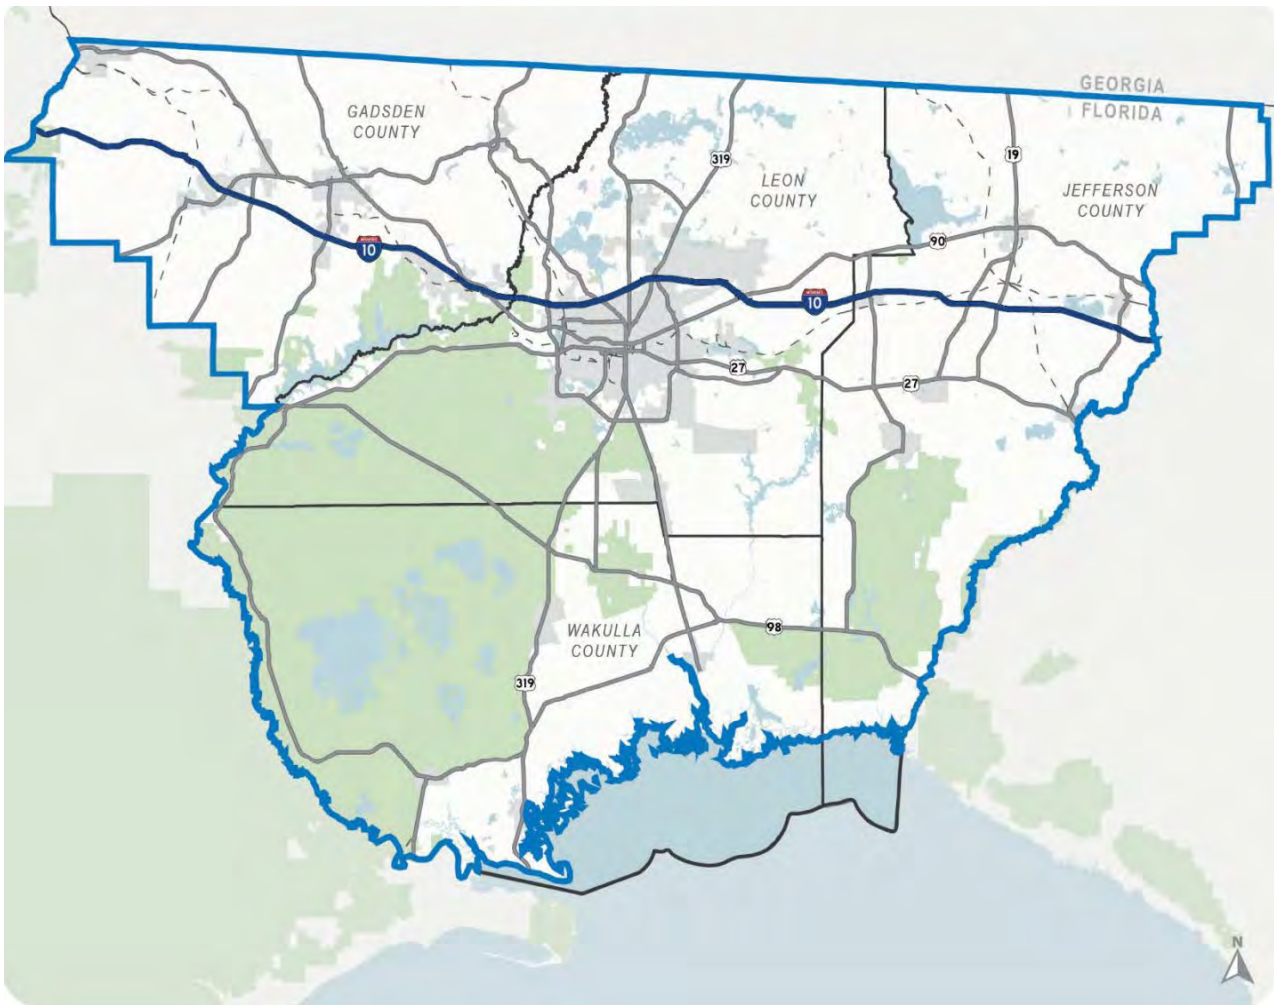 GEORGIA
FLORIDA
GADSDEN
COUNTY
319
19
LEON
COUNTY
JEFFERSON
COUNTY
90
10
10
27
27
98
WAKULLA
COUNTY
319
N